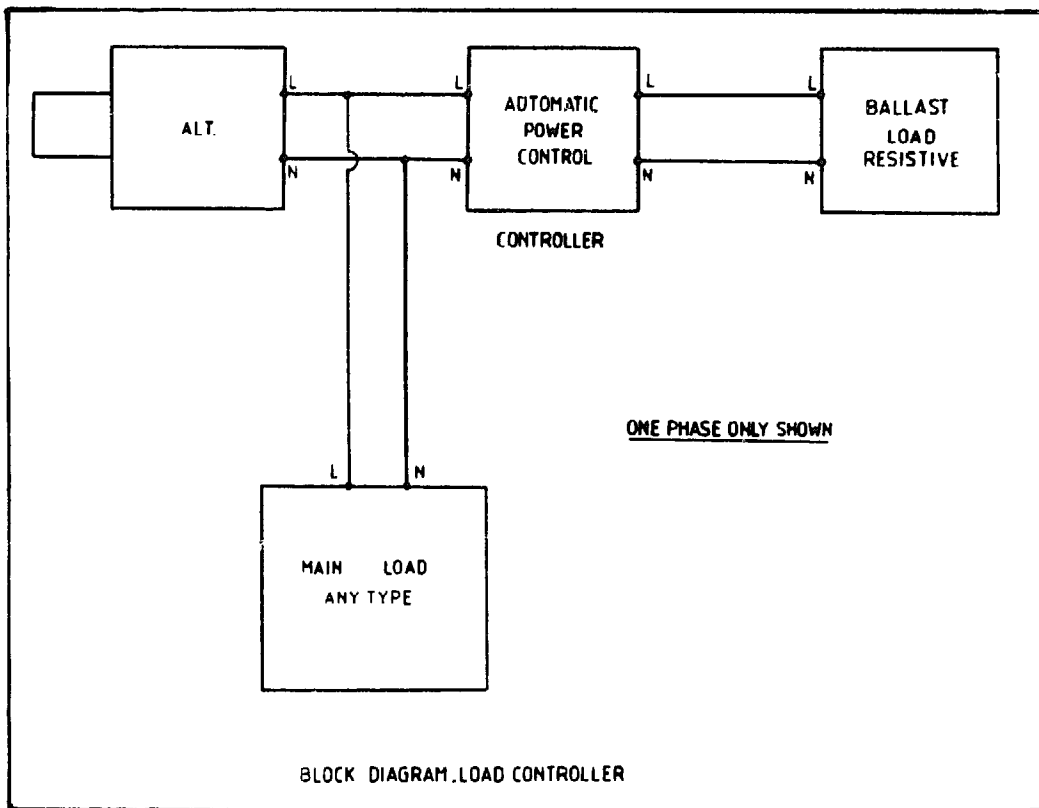 L
L
L
L
ALT.
AUTOMATIC
POWER
CONTROL
BALLAST
LOAD
RESISTIVE
N
N
N
N
CONTROLLER
ONE PHASE ONLY SHOWN
L
N
MAIN LOAD
ANY TYPE
BLOCK DIAGRAM.LOAD CONTROLLER